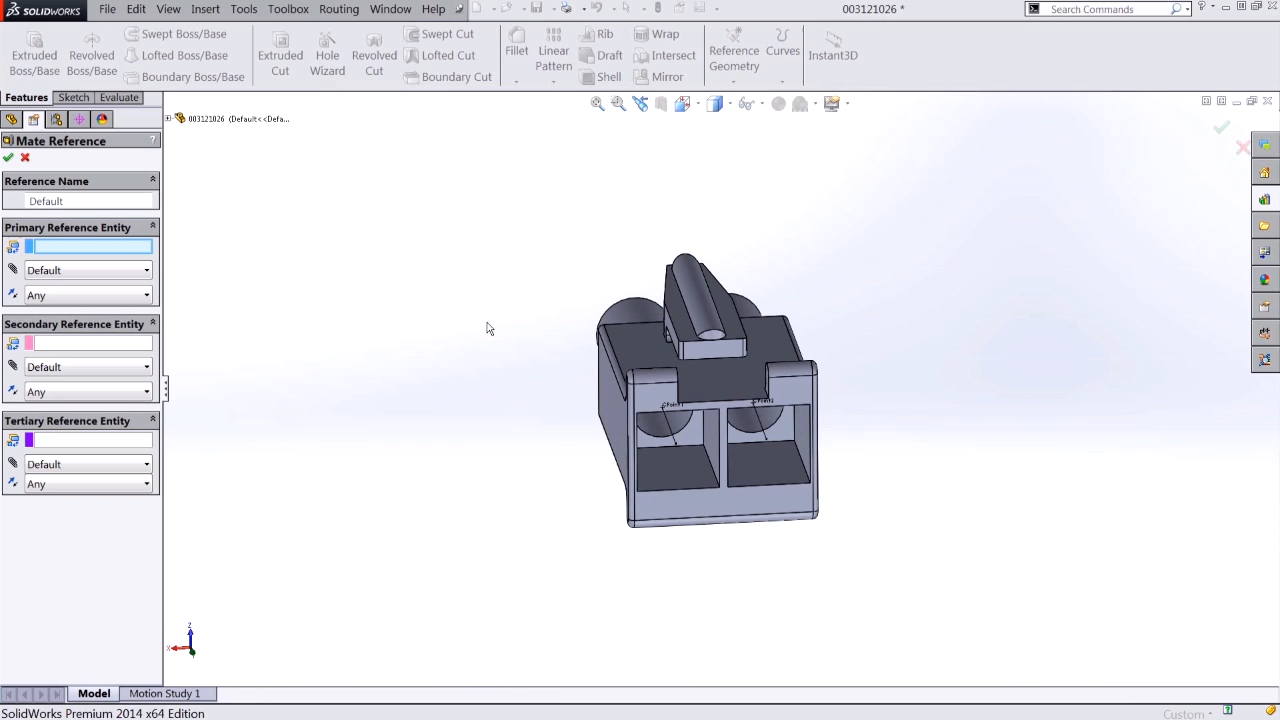 SOLIDWORKS File Edit View Insert Tools Toolbox Routing Window Help 003121026 * Search Commands
Extruded Boss/Base
Revolved Boss/Base
Swept Boss/Base
Lofted Boss/Base
Boundary Boss/Base
Extruded Cut
Hole Wizard
Revolved Cut
Swept Cut
Lofted Cut
Boundary Cut
Fillet
Linear Pattern
Rib
Draft
Shell
Wrap
Intersect
Mirror
Reference Geometry
Curves
Instant3D
Features Sketch Evaluate
003121026 (Default<<Defa...
Mate Reference ?
Reference Name
Default
Primary Reference Entity
Default
Any
Secondary Reference Entity
Default
Any
Tertiary Reference Entity
Default
Any
CPoint1 CPoint2
Z
X
Model Motion Study 1
SolidWorks Premium 2014 x64 Edition Custom